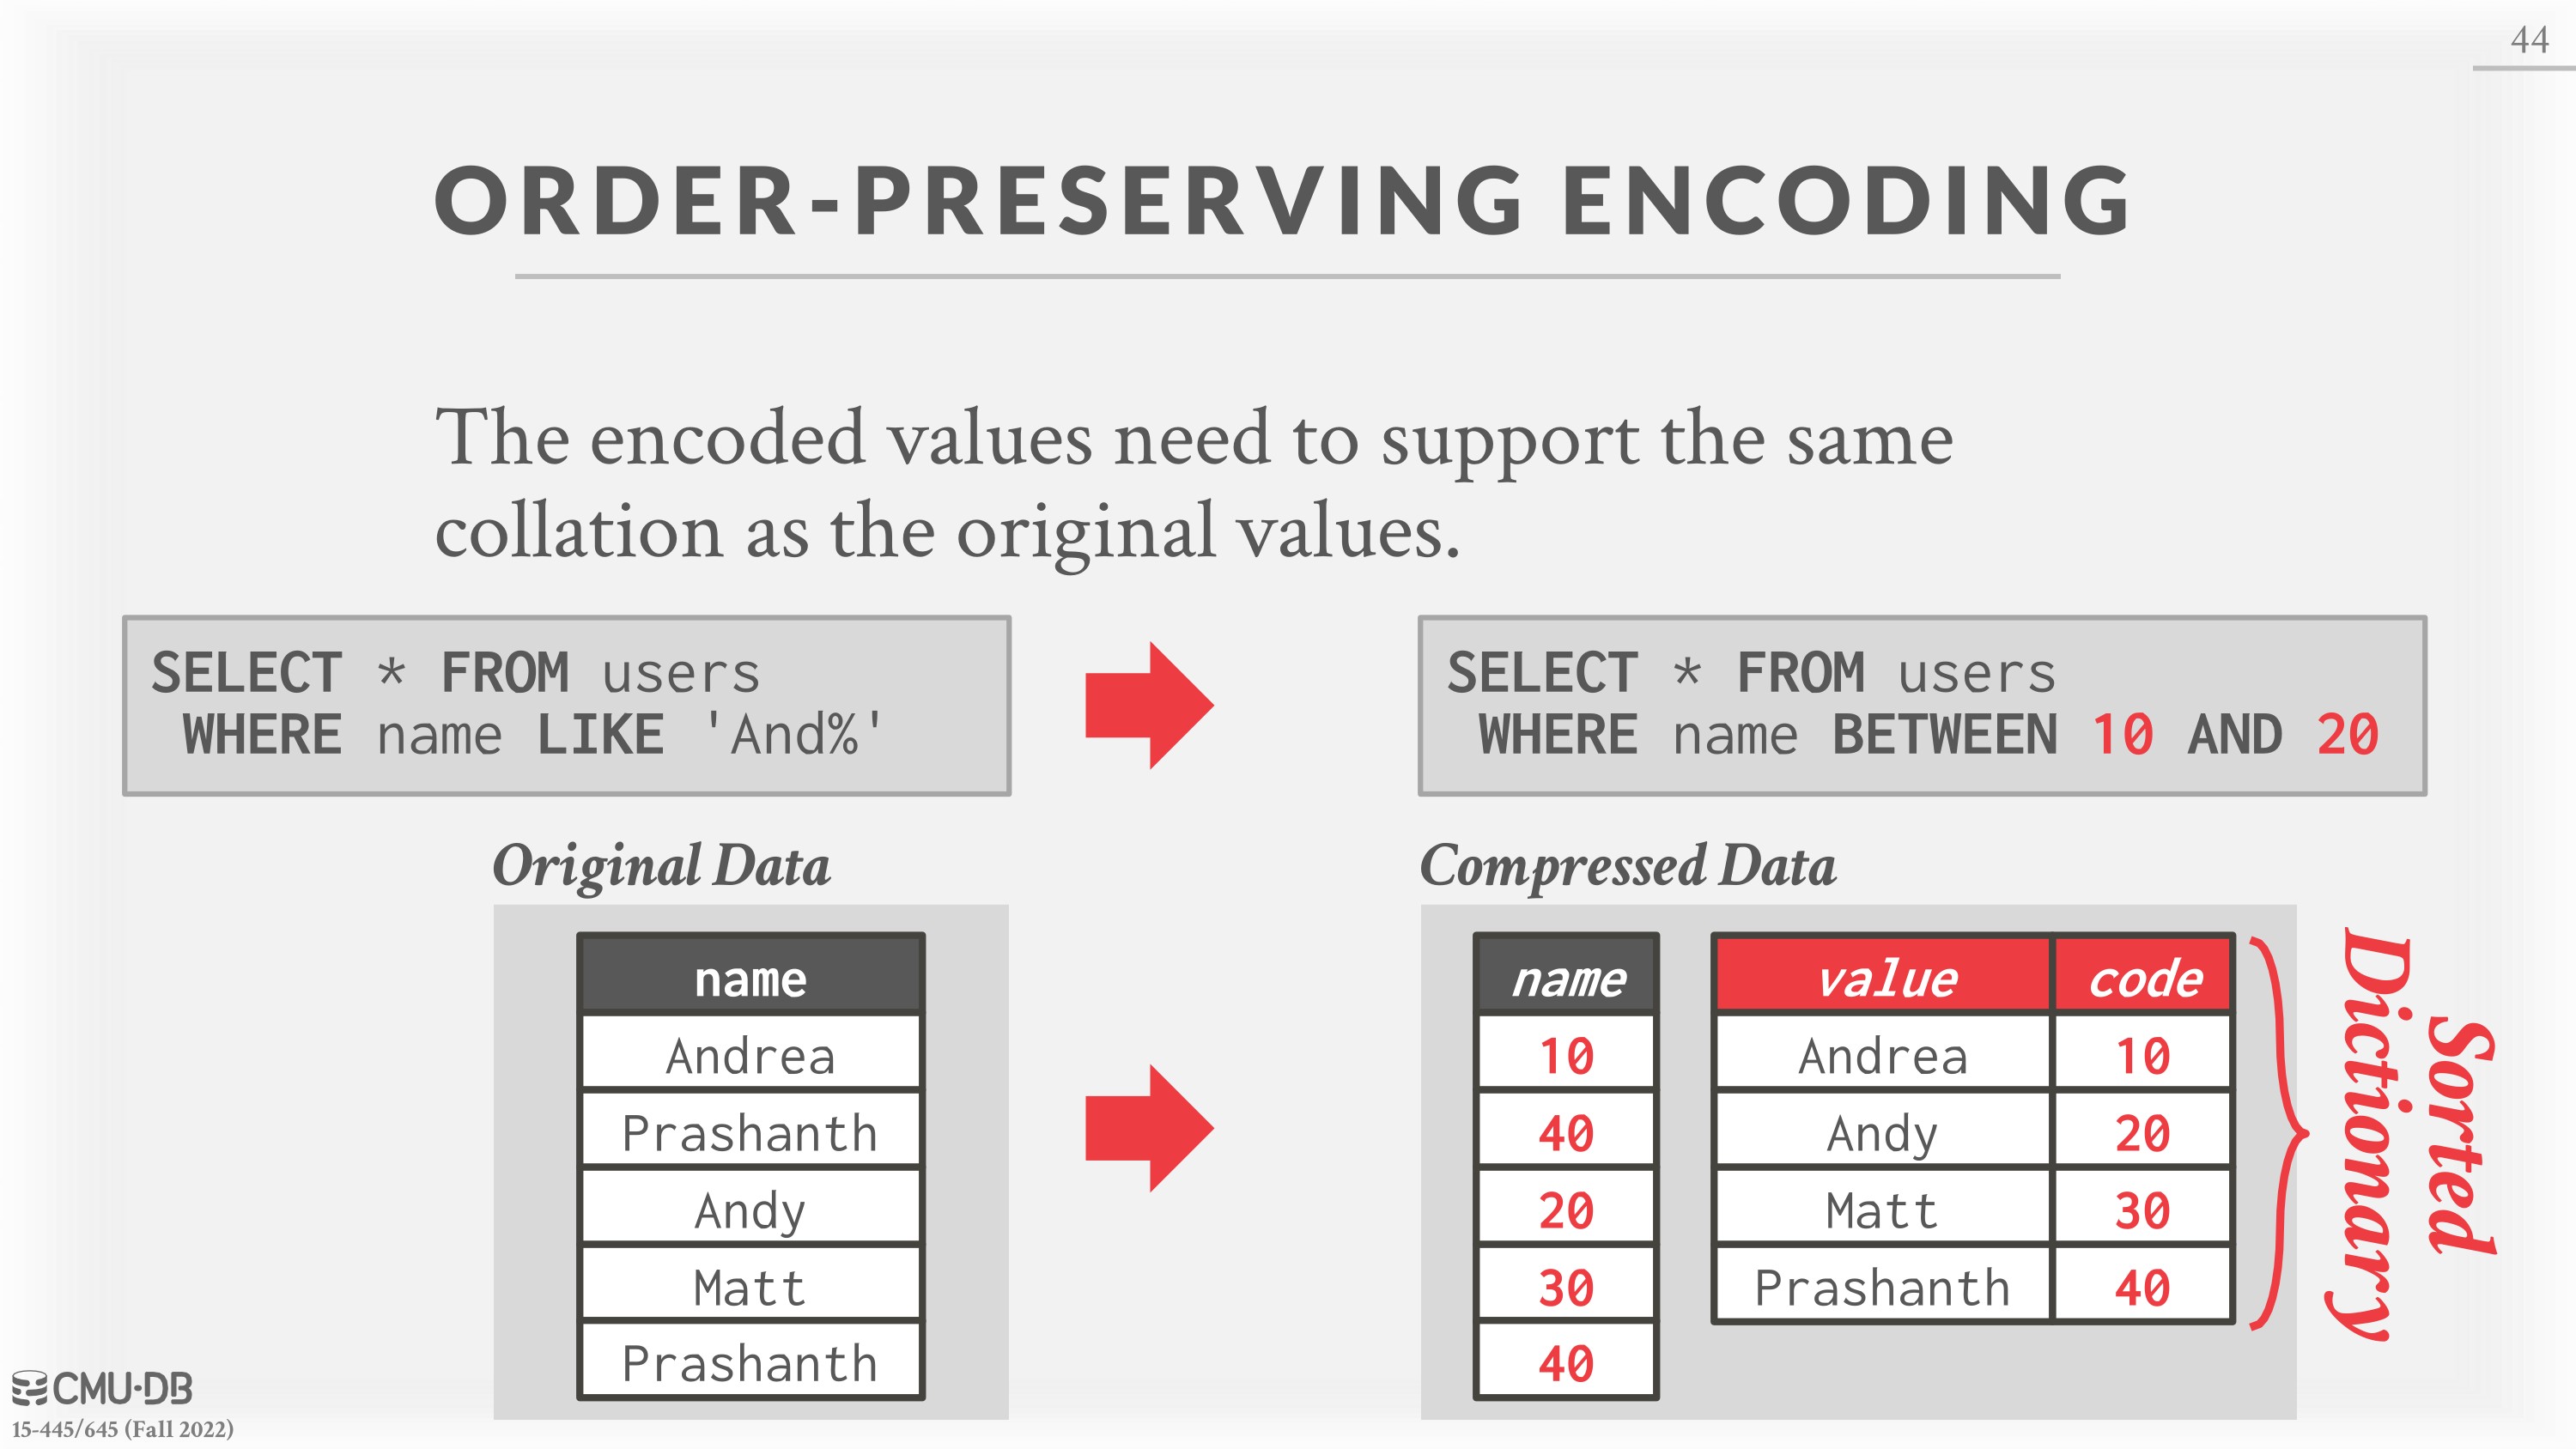 44
ORDER-PRESERVING ENCODING
The encoded values need to support the same
collation as the original values.
SELECT * FROM users
WHERE name LIKE 'And%'
SELECT * FROM users
WHERE name BETWEEN 10 AND 20
Original Data
name
Andrea
Prashanth
Andy
Matt
Prashanth
Compressed Data
name
10
40
20
30
40
value code
Andrea 10
Andy 20
Matt 30
Prashanth 40
Sorted
Dictionary
CMU·DB
15-445/645 (Fall 2022)